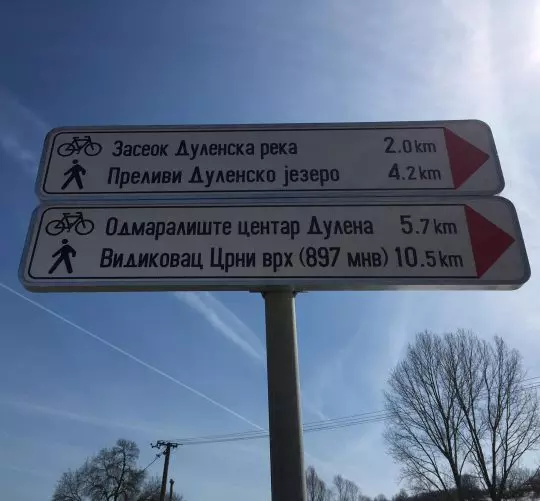 Засеок Дуленска река 2.0 km
Преливи Дуленско језеро 4.2 km
Одмаралиште центар Дулена 5.7 km
Видиковац Црни врх (897 мнв) 10.5 km